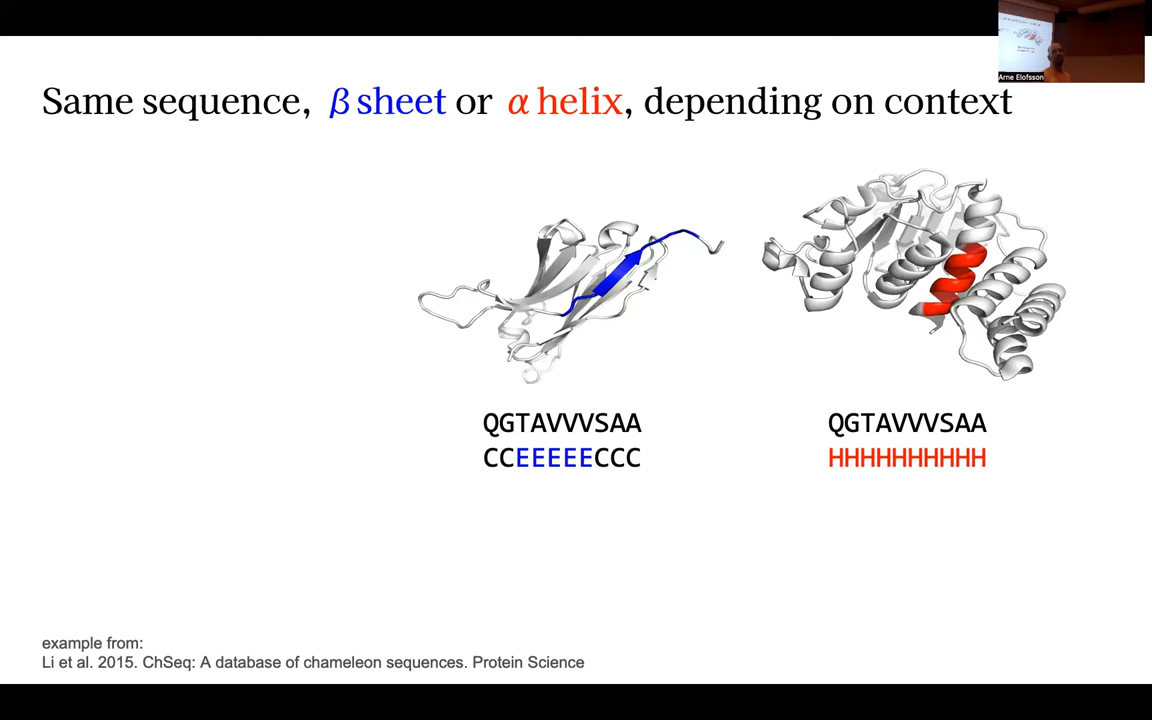 Arne Elofsson
Same sequence, β sheet or α helix, depending on context
QGTAVVVSAA
CCEEEEECCC
QGTAVVVSAA
HHHHHHHHHH
example from:
Li et al. 2015. ChSeq: A database of chameleon sequences. Protein Science